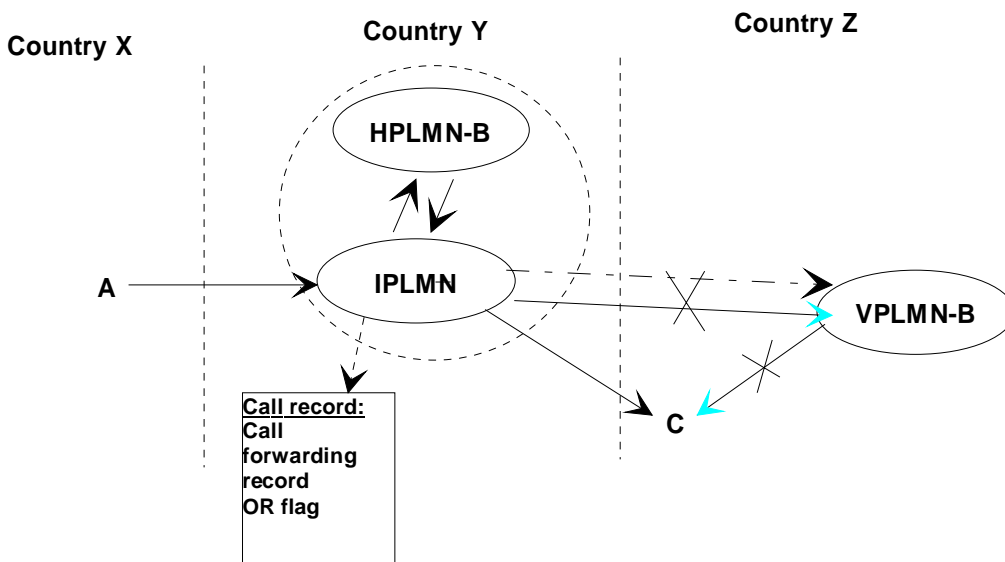 Country X
Country Y
Country Z
HPLMN-B
A
IPLMN
VPLMN-B
C
Call record:
Call
forwarding
record
OR flag